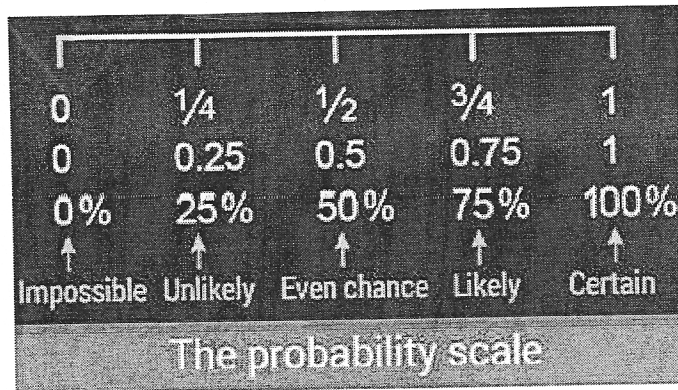 0 ¼ ½ ¾ 1
0 0.25 0.5 0.75 1
0% 25% 50% 75% 100%
Impossible Unlikely Even chance Likely Certain
The probability scale